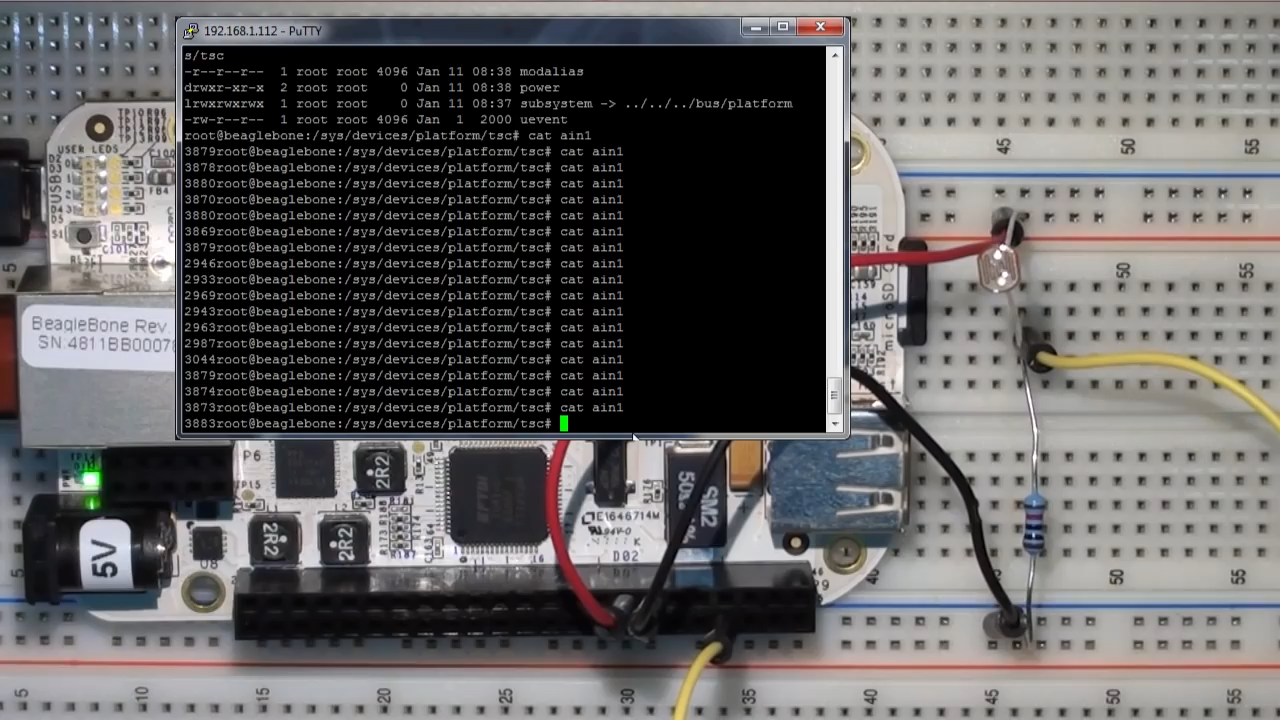 192.168.1.112 - PuTTY
s/tsc
-r--r--r-- 1 root root 4096 Jan 11 08:38 modalias
drwxr-xr-x 2 root root 0 Jan 11 08:38 power
lrwxrwxrwx 1 root root 0 Jan 11 08:37 subsystem -> ../../../bus/platform
-rw-r--r-- 1 root root 4096 Jan 1 2000 uevent
root@beaglebone:/sys/devices/platform/tsc# cat ain1
3879root@beaglebone:/sys/devices/platform/tsc# cat ain1
3878root@beaglebone:/sys/devices/platform/tsc# cat ain1
3880root@beaglebone:/sys/devices/platform/tsc# cat ain1
3870root@beaglebone:/sys/devices/platform/tsc# cat ain1
3880root@beaglebone:/sys/devices/platform/tsc# cat ain1
3869root@beaglebone:/sys/devices/platform/tsc# cat ain1
3879root@beaglebone:/sys/devices/platform/tsc# cat ain1
2946root@beaglebone:/sys/devices/platform/tsc# cat ain1
2933root@beaglebone:/sys/devices/platform/tsc# cat ain1
2969root@beaglebone:/sys/devices/platform/tsc# cat ain1
2943root@beaglebone:/sys/devices/platform/tsc# cat ain1
2963root@beaglebone:/sys/devices/platform/tsc# cat ain1
2987root@beaglebone:/sys/devices/platform/tsc# cat ain1
3044root@beaglebone:/sys/devices/platform/tsc# cat ain1
3879root@beaglebone:/sys/devices/platform/tsc# cat ain1
3874root@beaglebone:/sys/devices/platform/tsc# cat ain1
3873root@beaglebone:/sys/devices/platform/tsc# cat ain1
3883root@beaglebone:/sys/devices/platform/tsc#
USER LEDS
BeagleBone Rev.
SN:4811BB0007
microSD Card
45 50 55
50 55
P6
2R2
2R2
2R2
SM2
E1646714M
94V-0
D02
5V
U8
P9
40 45 50 55
5 10 15 20 25 30 35 40 45 50 55